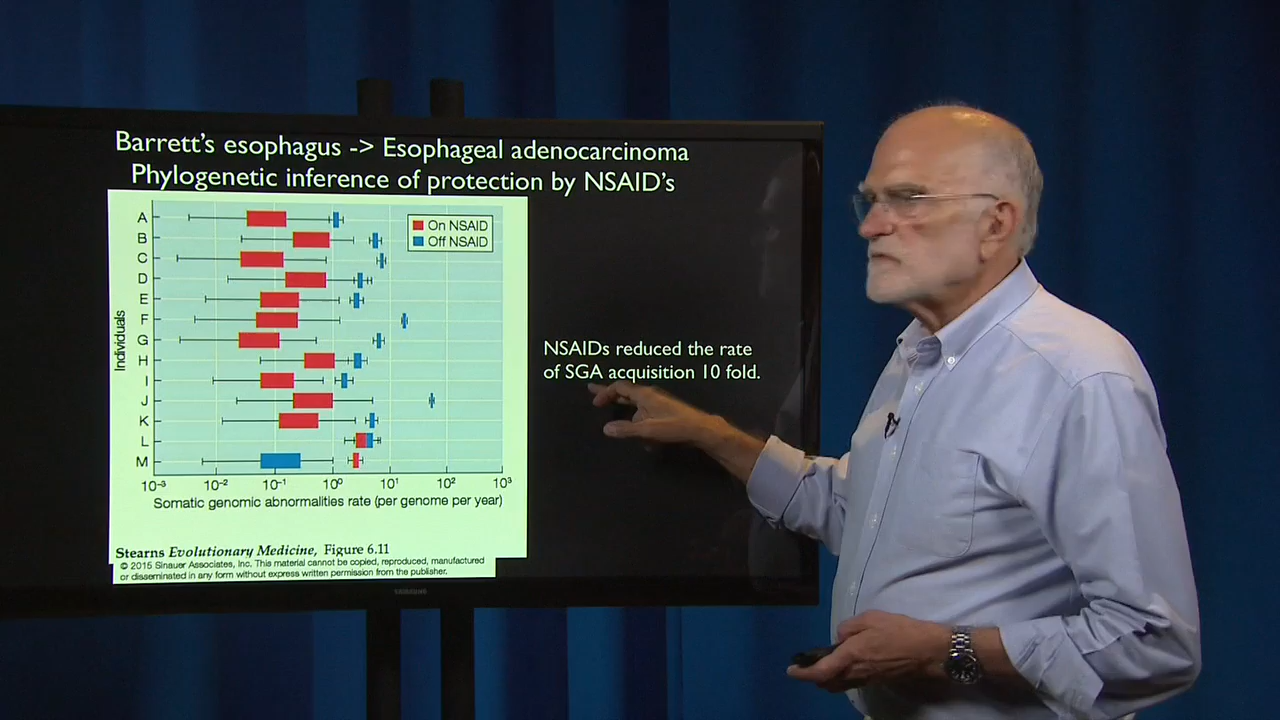 Barrett's esophagus -> Esophageal adenocarcinoma
Phylogenetic inference of protection by NSAID's
On NSAID
Off NSAID
Individuals
A
B
C
D
E
F
G
H
I
J
K
L
M
10⁻³ 10⁻² 10⁻¹ 10⁰ 10¹ 10² 10³
Somatic genomic abnormalities rate (per genome per year)
NSAIDs reduced the rate
of SGA acquisition 10 fold.
Stearns Evolutionary Medicine, Figure 6.11
© 2015 Sinauer Associates, Inc. This material cannot be copied, reproduced, manufactured
or disseminated in any form without express written permission from the publisher.
SAMSUNG